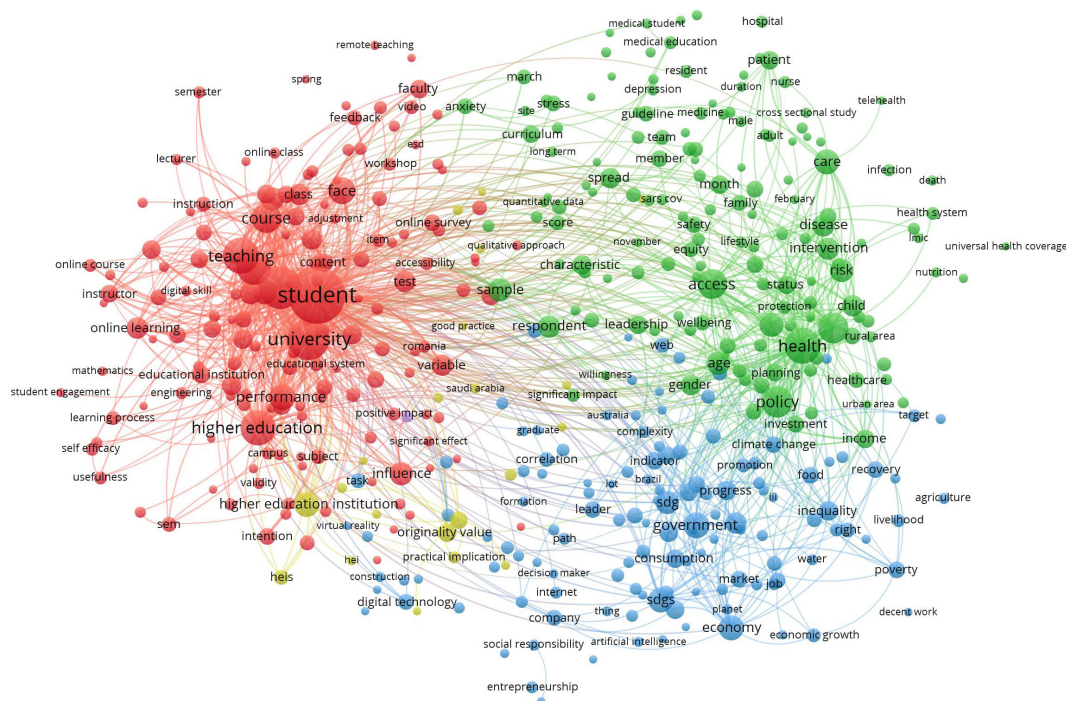 medical student
hospital
remote teaching
medical education
patient
spring
march
resident
nurse
semester
faculty
depression
duration
video
anxiety
site
stress
guideline
medicine
cross sectional study
telehealth
feedback
male
lecturer
online class
esd
curriculum
team
adult
workshop
long term
member
care
infection
death
instruction
class
face
spread
month
course
adjustment
quantitative data
sars cov
family
february
online survey
score
safety
disease
health system
item
qualitative approach
november
equity
lifestyle
intervention
lmic
universal health coverage
teaching
content
accessibility
characteristic
online course
digital skill
test
access
status
risk
nutrition
instructor
student
sample
protection
child
online learning
good practice
respondent
leadership
wellbeing
rural area
university
romania
web
health
mathematics
educational institution
educational system
variable
age
planning
student engagement
engineering
saudi arabia
willingness
significant impact
gender
healthcare
learning process
performance
positive impact
policy
urban area
higher education
australia
investment
target
self efficacy
campus
subject
significant effect
graduate
complexity
climate change
income
usefulness
validity
influence
correlation
indicator
promotion
food
recovery
task
lot
brazil
progress
iii
higher education institution
formation
leader
sdg
inequality
agriculture
sem
virtual reality
originality value
government
right
livelihood
intention
path
hei
practical implication
consumption
water
heis
construction
decision maker
market
job
poverty
digital technology
internet
sdgs
company
thing
planet
decent work
economy
economic growth
social responsibility
artificial intelligence
entrepreneurship